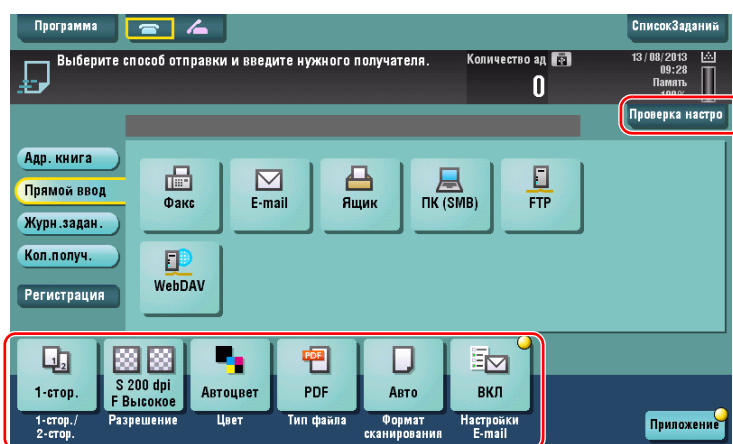 Программа
СписокЗаданий
Выберите способ отправки и введите нужного получателя.
Количество ад
0
13/08/2013
09:28
Память
100%
Проверка настро
Адр. книга
Прямой ввод
Журн.задан.
Кол.получ.
Регистрация
Факс
E-mail
Ящик
ПК (SMB)
FTP
WebDAV
1-стор.
S 200 dpi
F Высокое
Автоцвет
PDF
PDF
Авто
ВКЛ
1-стор./
2-стор.
Разрешение
Цвет
Тип файла
Формат
сканирования
Настройки
E-mail
Приложение